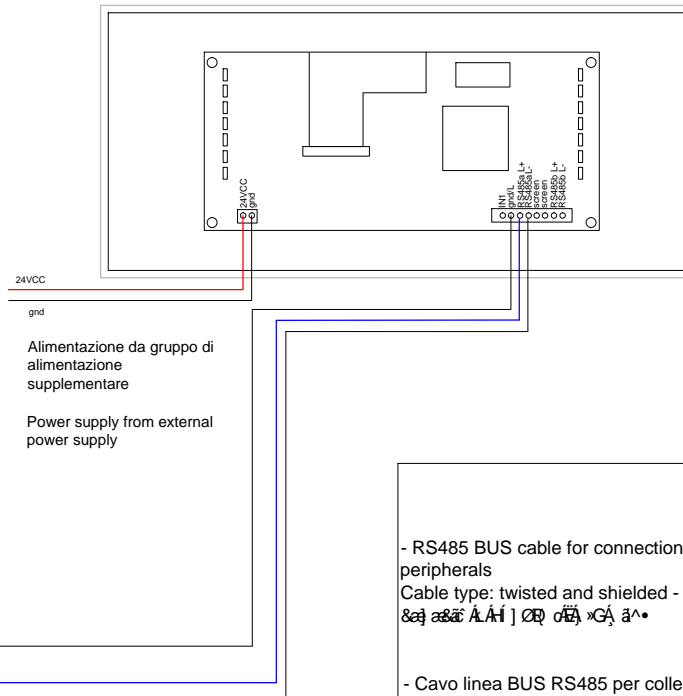 24VCC
gnd
IN1
gnd/L
RS485a L+
RS485a L-
screen
screen
RS485b L+
RS485b L-
24VCC
gnd
Alimentazione da gruppo di
alimentazione
supplementare
Power supply from external
power supply
- RS485 BUS cable for connection
peripherals
Cable type: twisted and shielded -
- Cavo linea BUS RS485 per colle